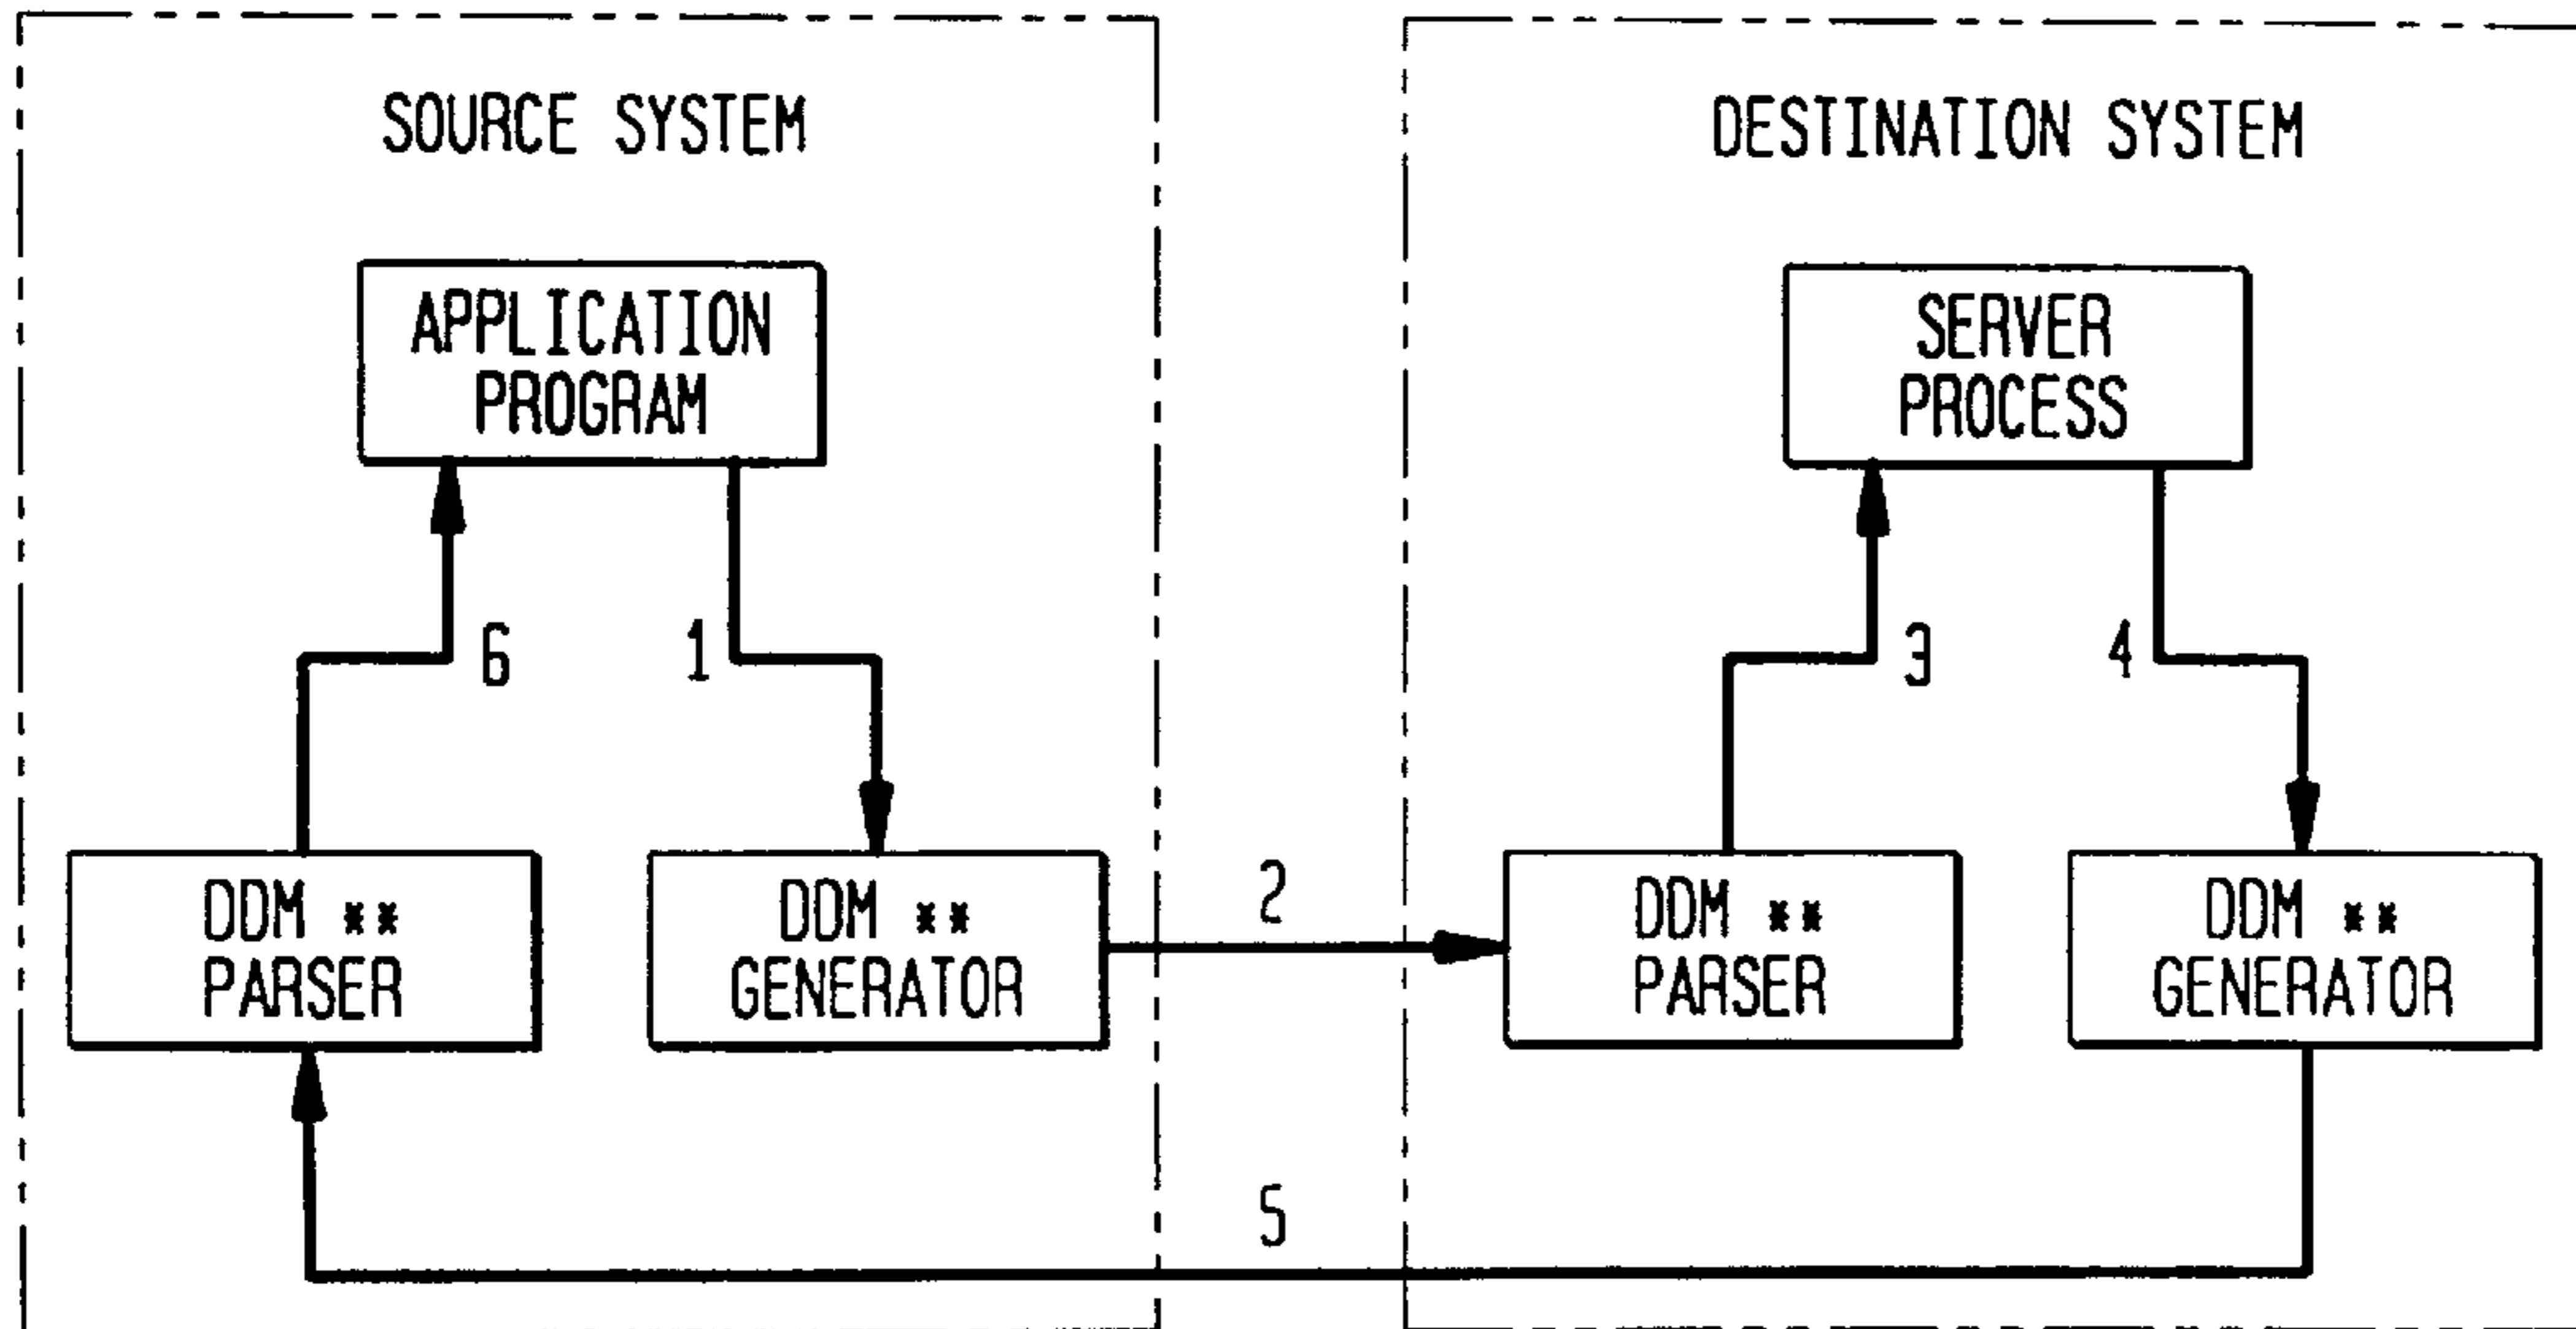 SOURCE SYSTEM
DESTINATION SYSTEM
APPLICATION
PROGRAM
SERVER
PROCESS
6
1
3
4
DDM **
PARSER
DDM **
GENERATOR
2
DDM **
PARSER
DDM **
GENERATOR
5